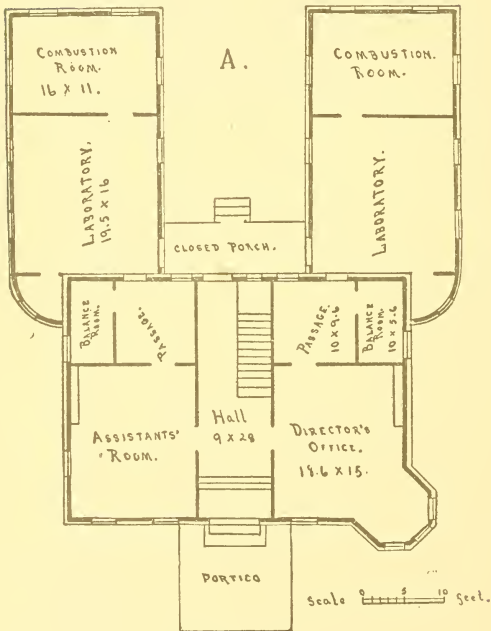 COMBUSTION
ROOM.
16 X 11.
A.
COMBUSTION.
ROOM.
LABORATORY,
19.5 X 16
LABORATORY.
CLOSED PORCH.
BALANCE
ROOM.
PASSAGE.
PASSAGE.
10 X 9.6
BALANCE
ROOM.
10 X 5.6
Hall
9 X 28
ASSISTANTS'
ROOM.
DIRECTOR'S
OFFICE.
18.6 X 15.
PORTICO
Scale 0 5 10 feet.